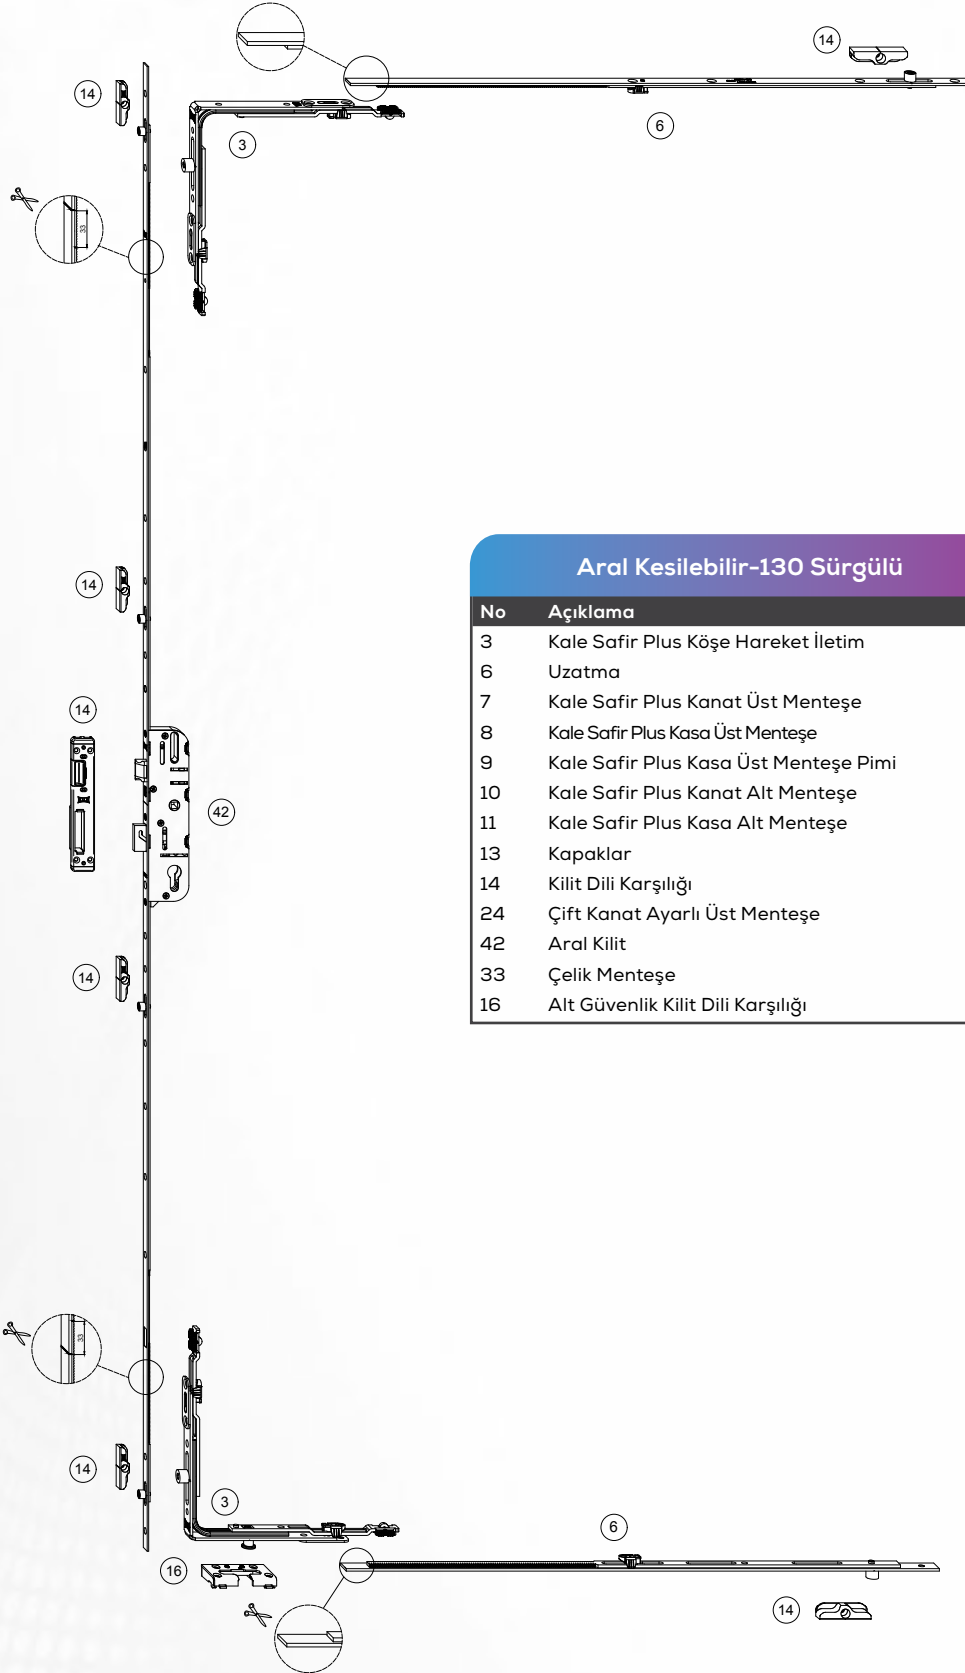 14
14
3
6
33
Aral Kesilebilir-130 Sürgülü
No Açıklama
3 Kale Safir Plus Köşe Hareket İletim
6 Uzatma
7 Kale Safir Plus Kanat Üst Menteşe
8 Kale Safir Plus Kasa Üst Menteşe
9 Kale Safir Plus Kasa Üst Menteşe Pimi
10 Kale Safir Plus Kanat Alt Menteşe
11 Kale Safir Plus Kasa Alt Menteşe
13 Kapaklar
14 Kilit Dili Karşılığı
24 Çift Kanat Ayarlı Üst Menteşe
42 Aral Kilit
33 Çelik Menteşe
16 Alt Güvenlik Kilit Dili Karşılığı
14
14
42
14
33
14
3
6
16
14